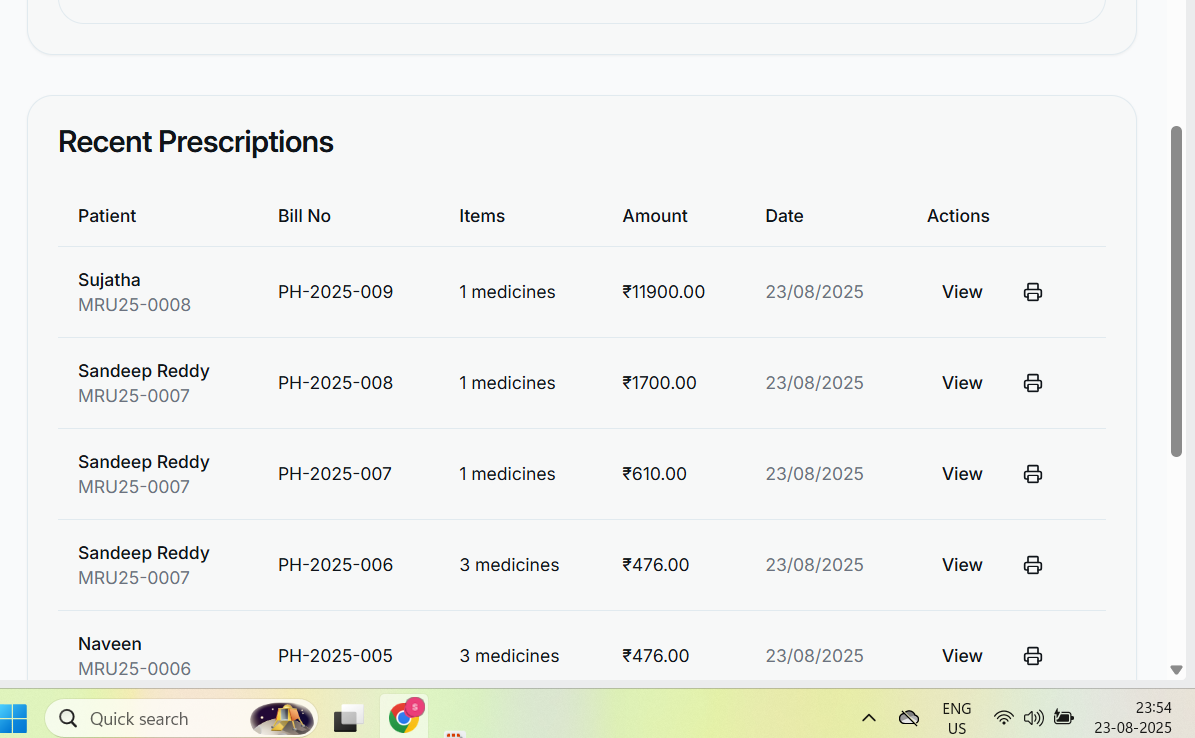 Recent Prescriptions
Patient Bill No Items Amount Date Actions
Sujatha
MRU25-0008
PH-2025-009 1 medicines ₹11900.00 23/08/2025 View
Sandeep Reddy
MRU25-0007
PH-2025-008 1 medicines ₹1700.00 23/08/2025 View
Sandeep Reddy
MRU25-0007
PH-2025-007 1 medicines ₹610.00 23/08/2025 View
Sandeep Reddy
MRU25-0007
PH-2025-006 3 medicines ₹476.00 23/08/2025 View
Naveen
MRU25-0006
PH-2025-005 3 medicines ₹476.00 23/08/2025 View
Quick search
S
ENG
US
23:54
23-08-2025